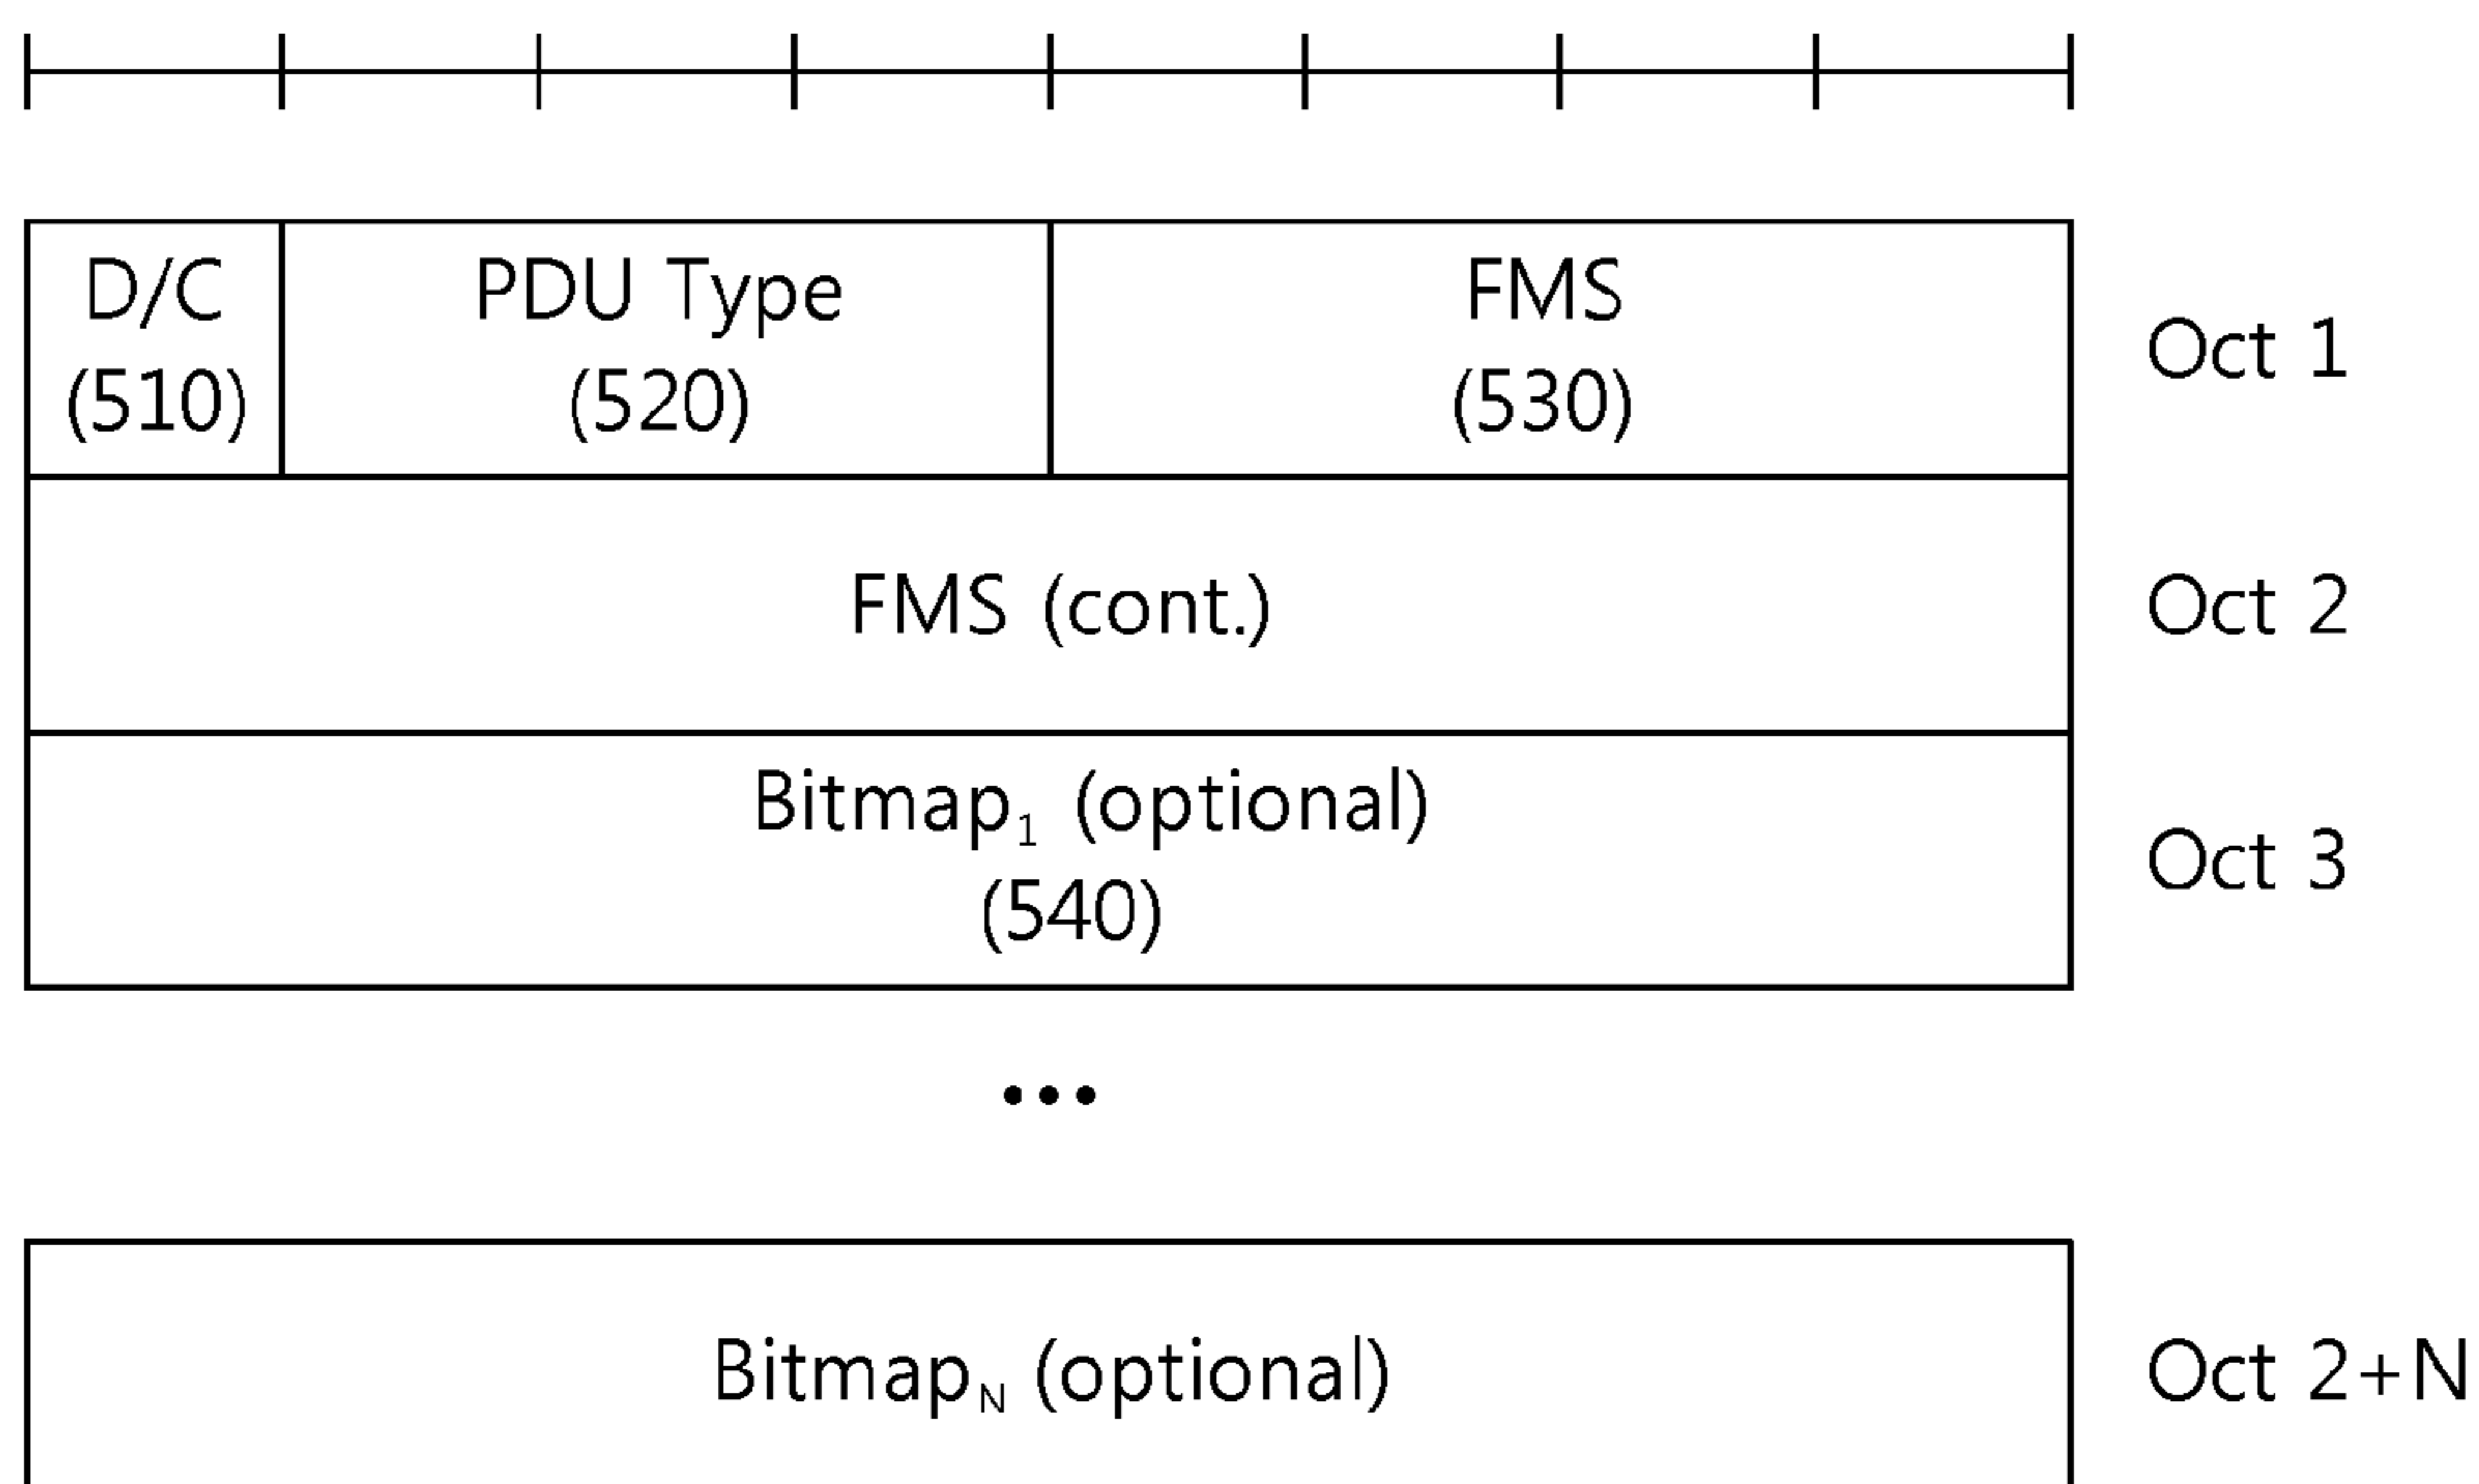 D/C PDU Type FMS
(510) (520) (530)
Oct 1
FMS (cont.) Oct 2
Bitmap₁ (optional)
(540)
Oct 3
•••
Bitmap_N (optional) Oct 2+N